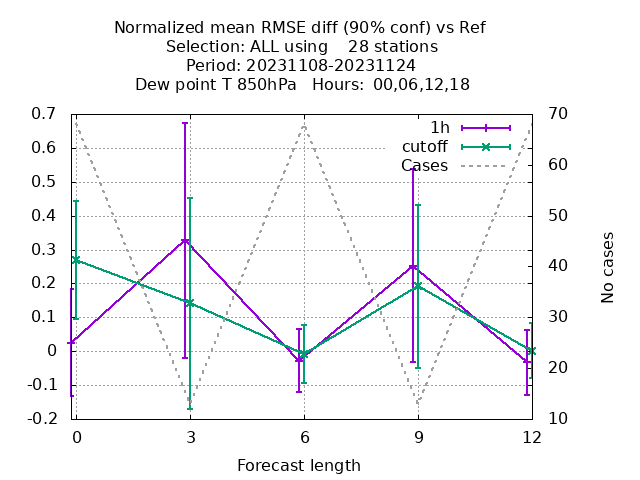 Normalized mean RMSE diff (90% conf) vs Ref
Selection: ALL using    28 stations
Period: 20231108-20231124
Dew point T 850hPa   Hours: 00,06,12,18
0.7
0.6
0.5
0.4
0.3
0.2
0.1
0
-0.1
-0.2
70
60
50
40
30
20
10
1h
cutoff
Cases
No cases
0 3 6 9 12
Forecast length